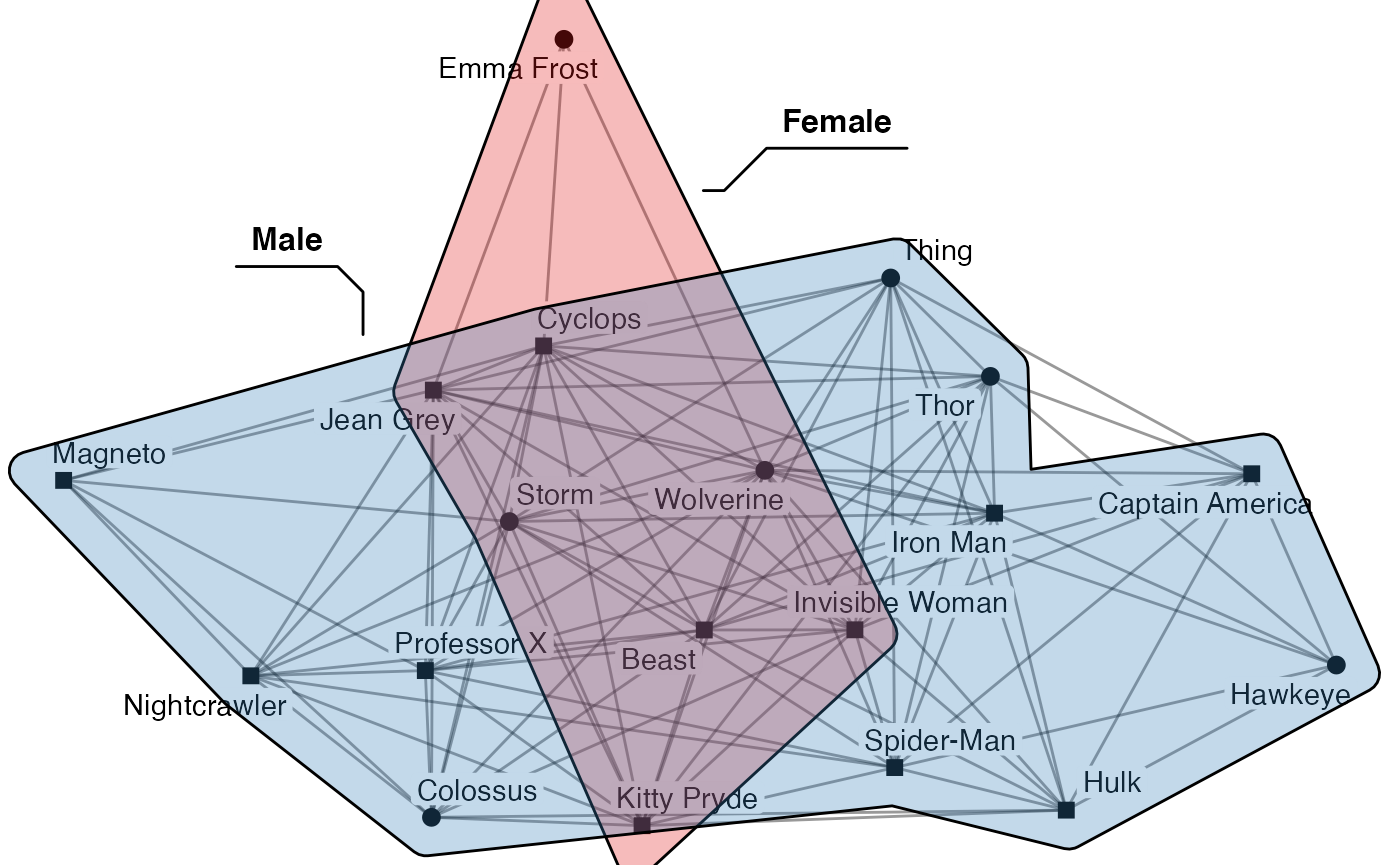 Emma Frost
Female
Male
Thing
Cyclops
Thor
Jean Grey
Magneto
Storm
Wolverine
Captain America
Iron Man
Invisible Woman
Professor X
Beast
Hawkeye
Nightcrawler
Spider-Man
Hulk
Colossus
Kitty Pryde